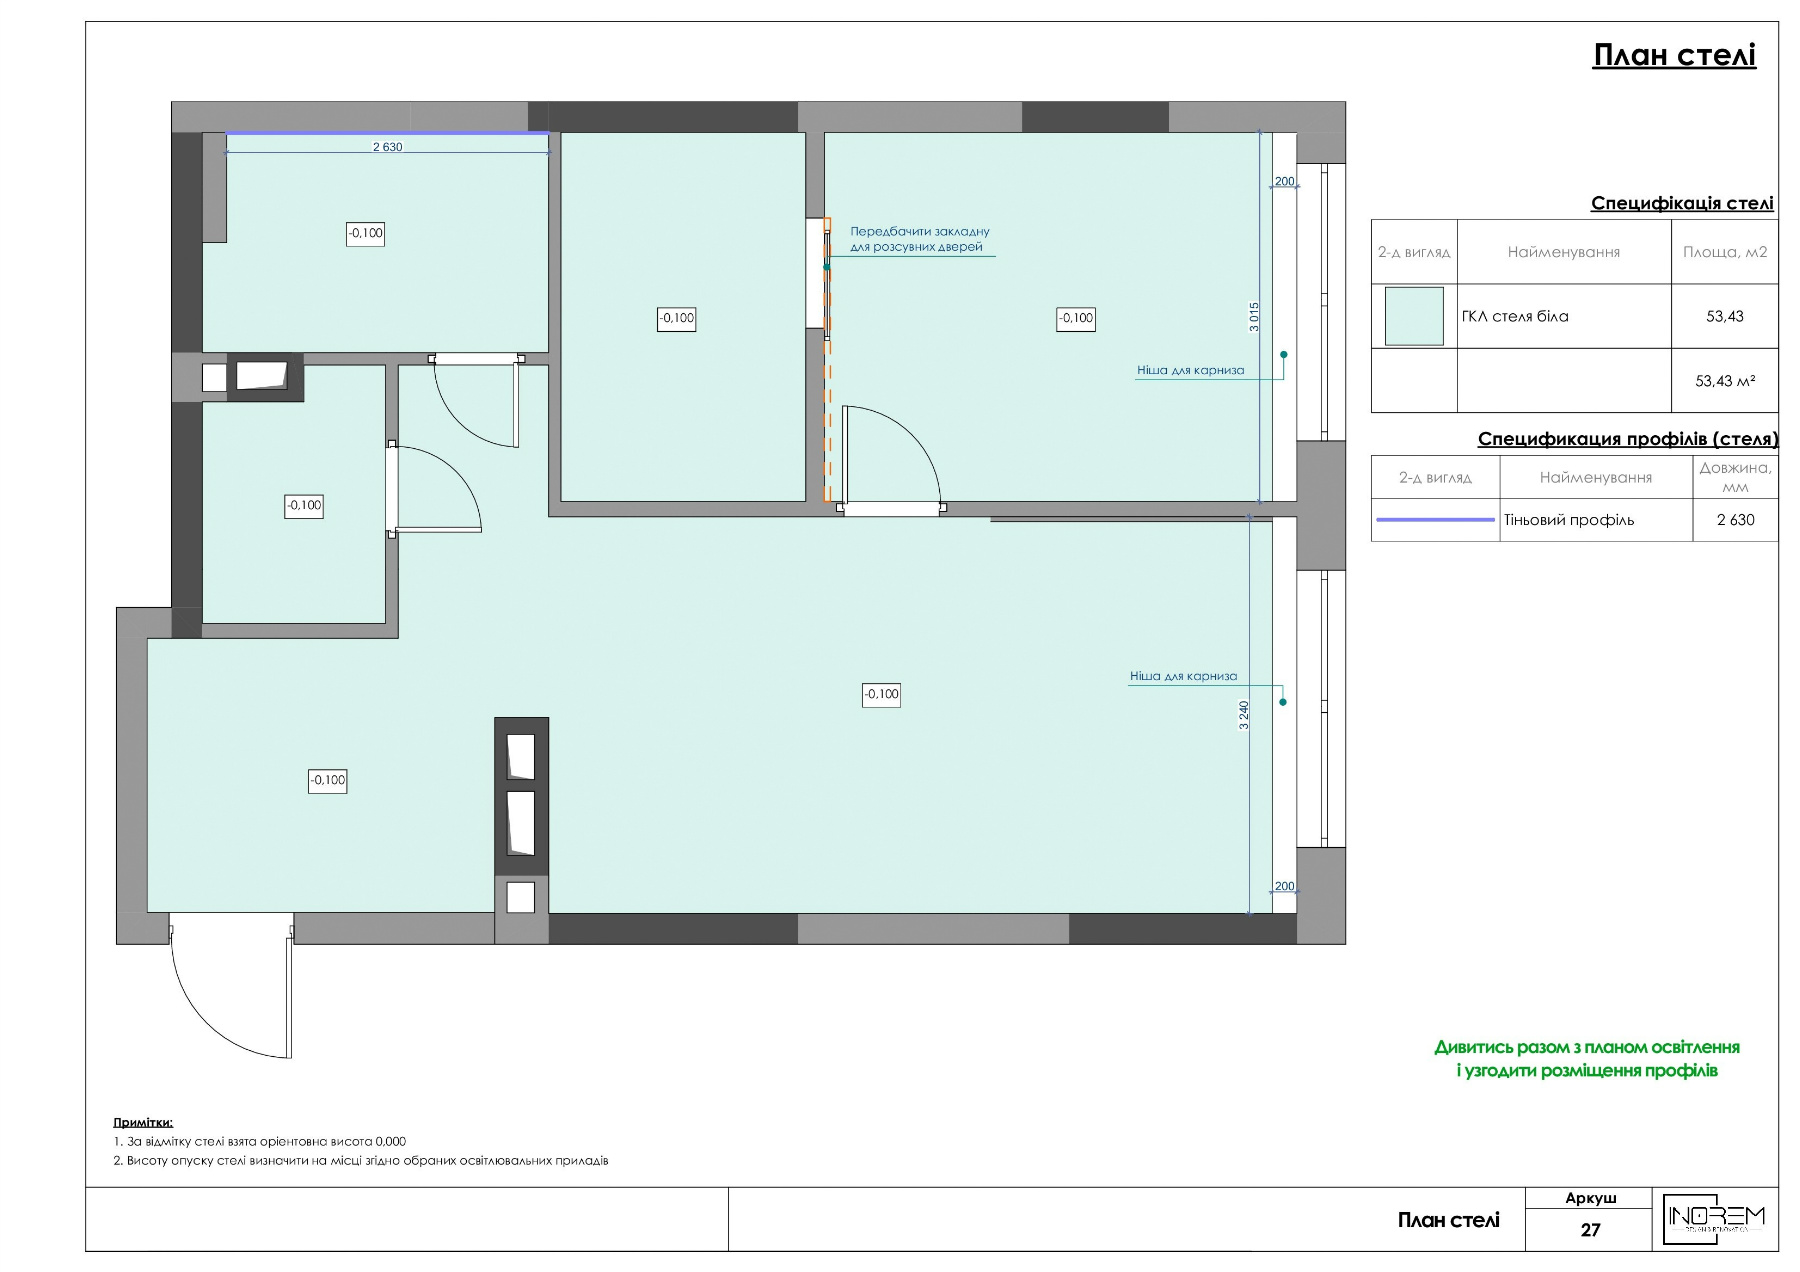 План стелі
2 630
200
Специфікація стелі
2-д вигляд
Найменування
Площа, м2
ГКЛ стеля біла
53,43
53,43 м²
-0,100
Передбачити закладну
для розсувних дверей
-0,100
-0,100
3 015
Ніша для карниза
Спецификация профілів (стеля)
2-д вигляд
Найменування
Довжина,
мм
Тіньовий профіль
2 630
-0,100
Ніша для карниза
-0,100
3 240
-0,100
200
Дивитись разом з планом освітлення
і узгодити розміщення профілів
Примітки:
1. За відмітку стелі взята оріентовна висота 0,000
2. Висоту опуску стелі визначити на місці згідно обраних освітлювальних приладів
План стелі
Аркуш
27
INOREM